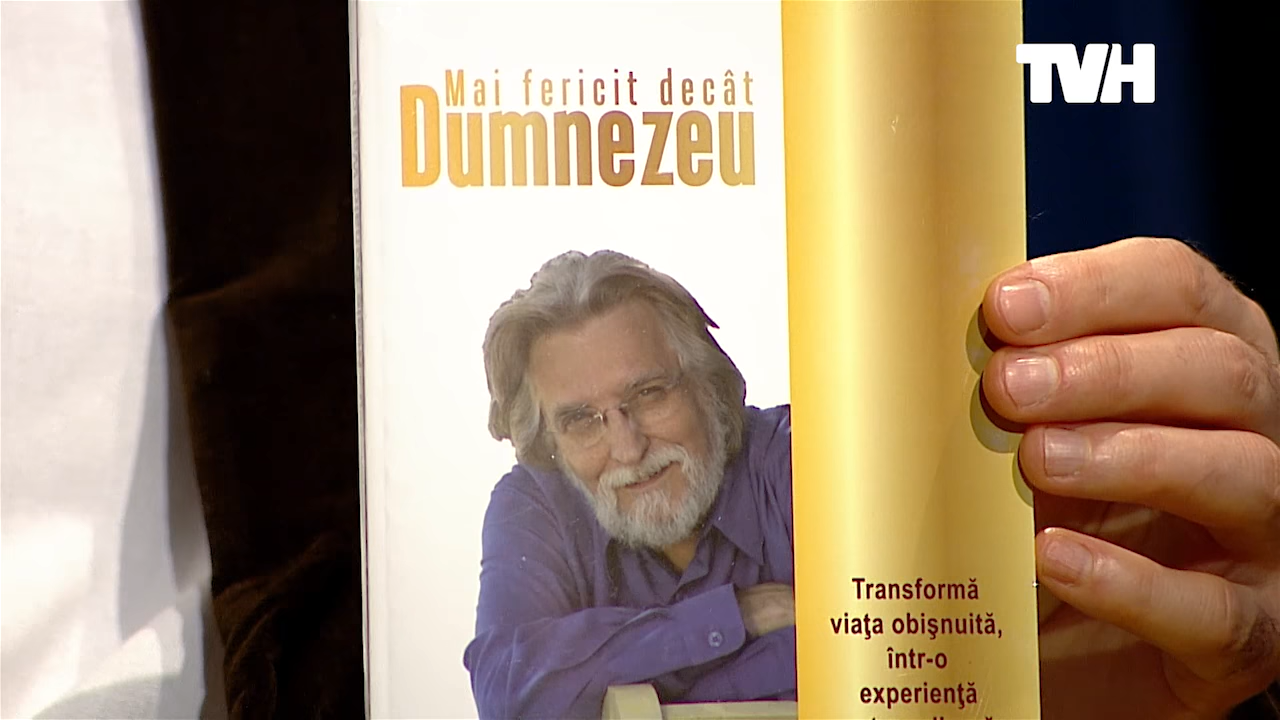 TVH
Mai fericit decât
Dumnezeu
Transformă
viaţa obişnuită,
într-o
experienţă